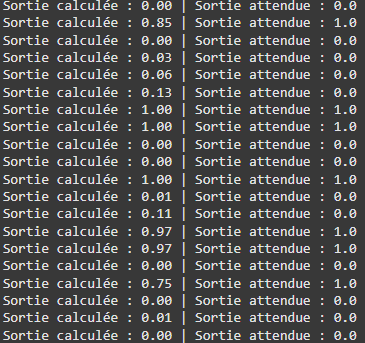 Sortie calculée : 0.00 | Sortie attendue : 0.0
Sortie calculée : 0.85 | Sortie attendue : 1.0
Sortie calculée : 0.00 | Sortie attendue : 0.0
Sortie calculée : 0.03 | Sortie attendue : 0.0
Sortie calculée : 0.06 | Sortie attendue : 0.0
Sortie calculée : 0.13 | Sortie attendue : 0.0
Sortie calculée : 1.00 | Sortie attendue : 1.0
Sortie calculée : 1.00 | Sortie attendue : 1.0
Sortie calculée : 0.00 | Sortie attendue : 0.0
Sortie calculée : 0.00 | Sortie attendue : 0.0
Sortie calculée : 1.00 | Sortie attendue : 1.0
Sortie calculée : 0.01 | Sortie attendue : 0.0
Sortie calculée : 0.11 | Sortie attendue : 0.0
Sortie calculée : 0.97 | Sortie attendue : 1.0
Sortie calculée : 0.97 | Sortie attendue : 1.0
Sortie calculée : 0.00 | Sortie attendue : 0.0
Sortie calculée : 0.75 | Sortie attendue : 1.0
Sortie calculée : 0.00 | Sortie attendue : 0.0
Sortie calculée : 0.01 | Sortie attendue : 0.0
Sortie calculée : 0.00 | Sortie attendue : 0.0